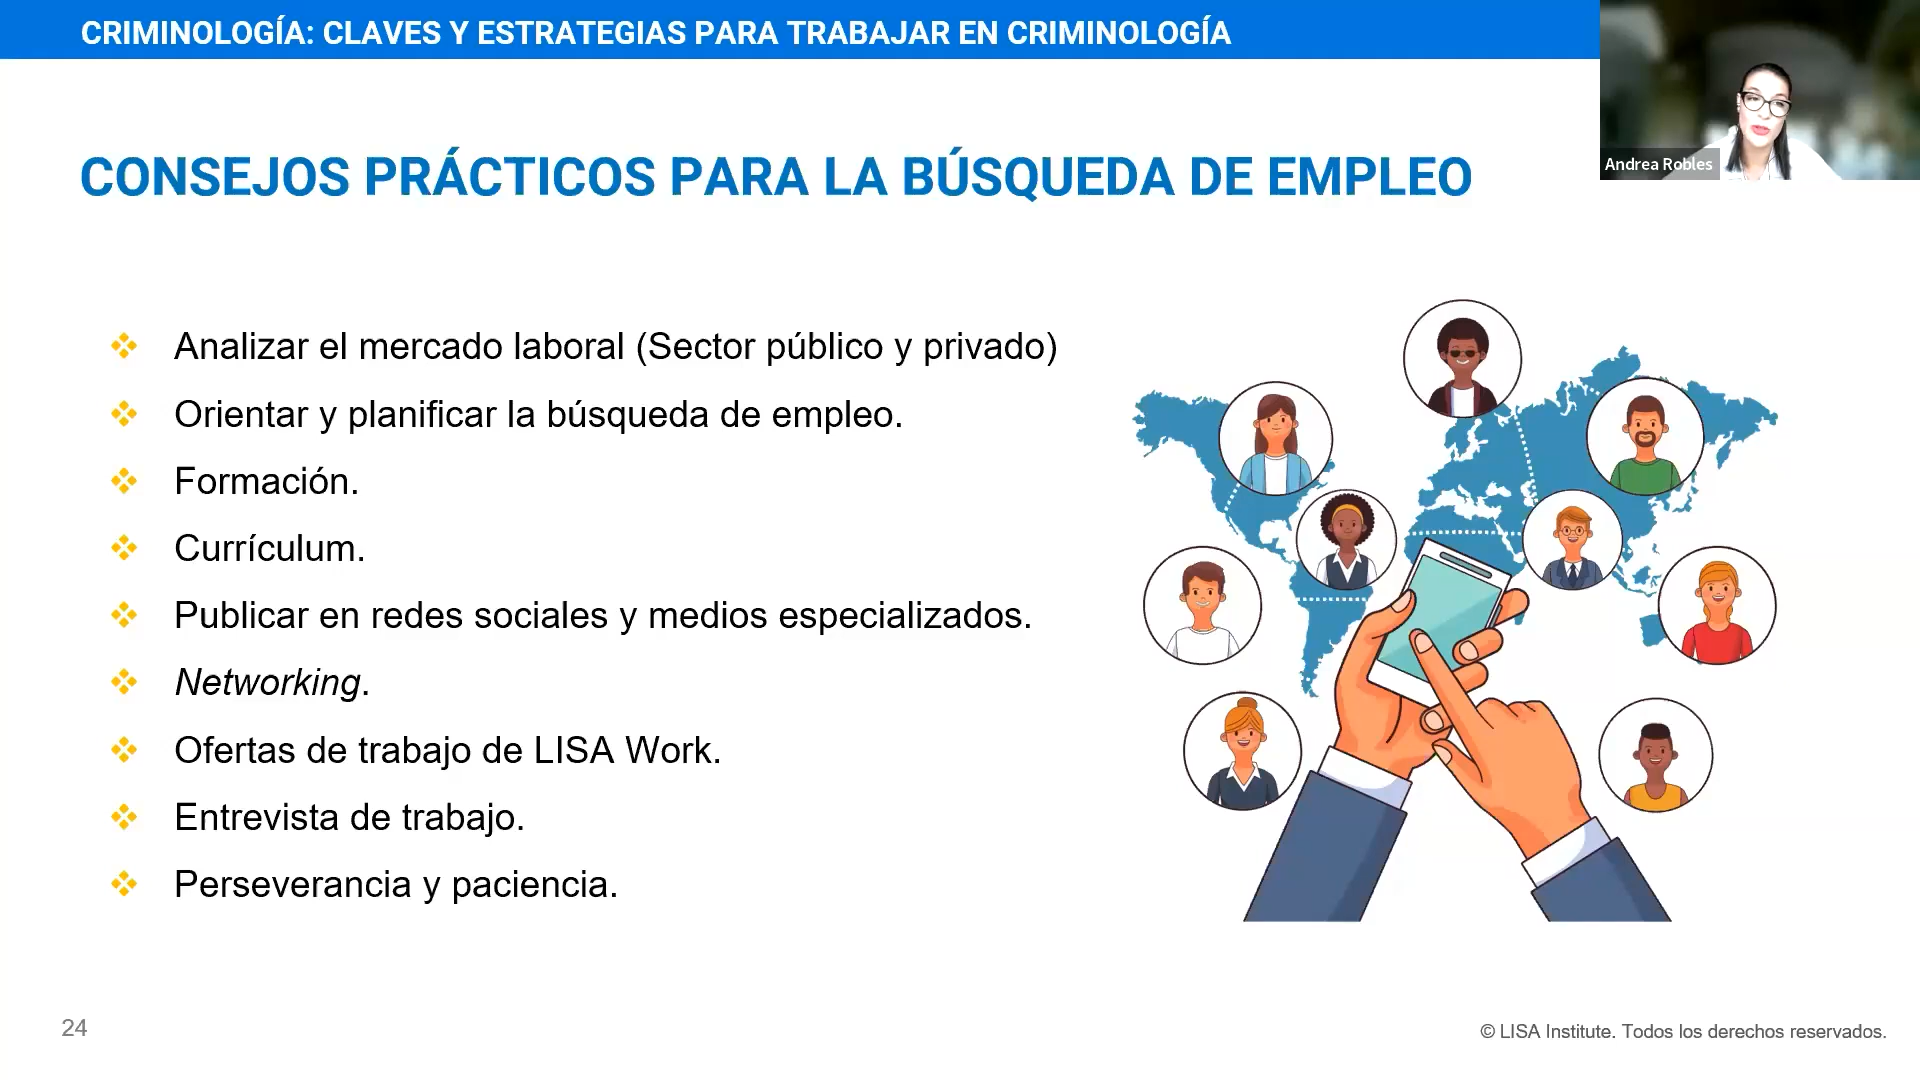 CRIMINOLOGÍA: CLAVES Y ESTRATEGIAS PARA TRABAJAR EN CRIMINOLOGÍA
Andrea Robles
CONSEJOS PRÁCTICOS PARA LA BÚSQUEDA DE EMPLEO
Analizar el mercado laboral (Sector público y privado)
Orientar y planificar la búsqueda de empleo.
Formación.
Currículum.
Publicar en redes sociales y medios especializados.
Networking.
Ofertas de trabajo de LISA Work.
Entrevista de trabajo.
Perseverancia y paciencia.
24
© LISA Institute. Todos los derechos reservados.